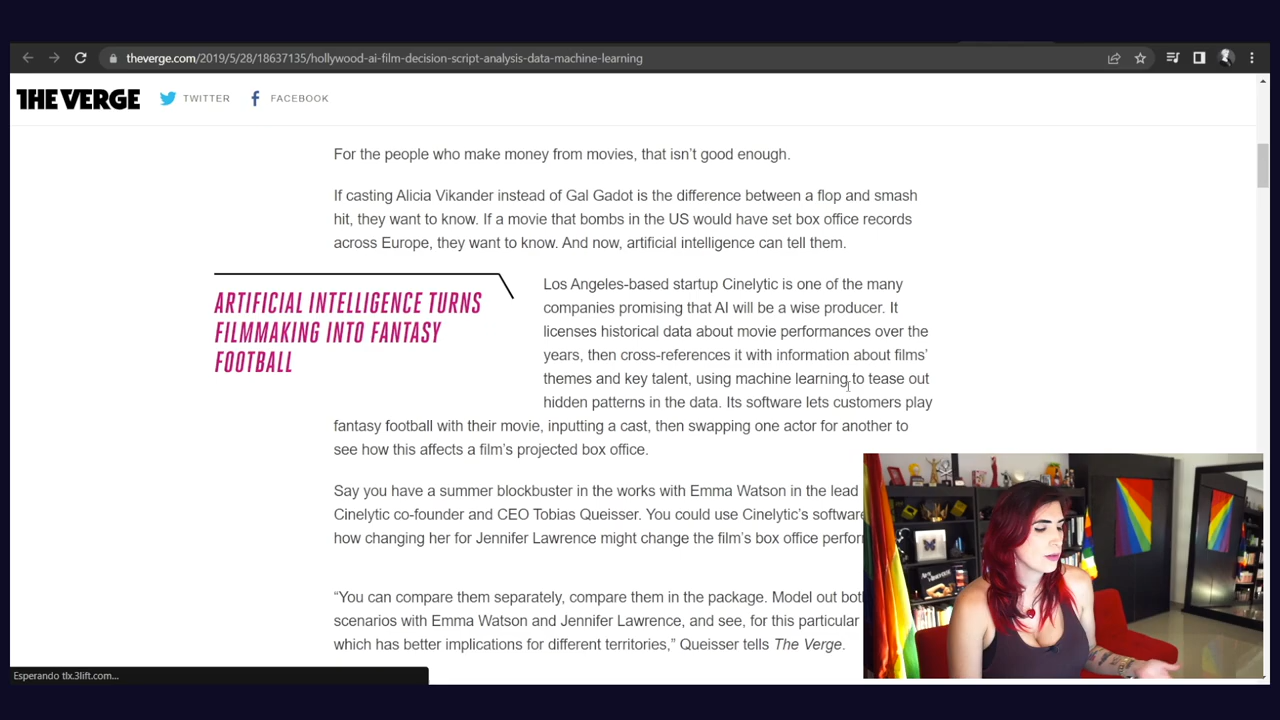 theverge.com/2019/5/28/18637135/hollywood-ai-film-decision-script-analysis-data-machine-learning
THE VERGE TWITTER FACEBOOK
For the people who make money from movies, that isn't good enough.
If casting Alicia Vikander instead of Gal Gadot is the difference between a flop and smash
hit, they want to know. If a movie that bombs in the US would have set box office records
across Europe, they want to know. And now, artificial intelligence can tell them.
ARTIFICIAL INTELLIGENCE TURNS
FILMMAKING INTO FANTASY
FOOTBALL
Los Angeles-based startup Cinelytic is one of the many
companies promising that AI will be a wise producer. It
licenses historical data about movie performances over the
years, then cross-references it with information about films'
themes and key talent, using machine learning to tease out
hidden patterns in the data. Its software lets customers play
fantasy football with their movie, inputting a cast, then swapping one actor for another to
see how this affects a film's projected box office.
Say you have a summer blockbuster in the works with Emma Watson in the lead
Cinelytic co-founder and CEO Tobias Queisser. You could use Cinelytic's software
how changing her for Jennifer Lawrence might change the film's box office perfor
“You can compare them separately, compare them in the package. Model out bot
scenarios with Emma Watson and Jennifer Lawrence, and see, for this particular
which has better implications for different territories,” Queisser tells The Verge.
Esperando tlx.3lift.com...